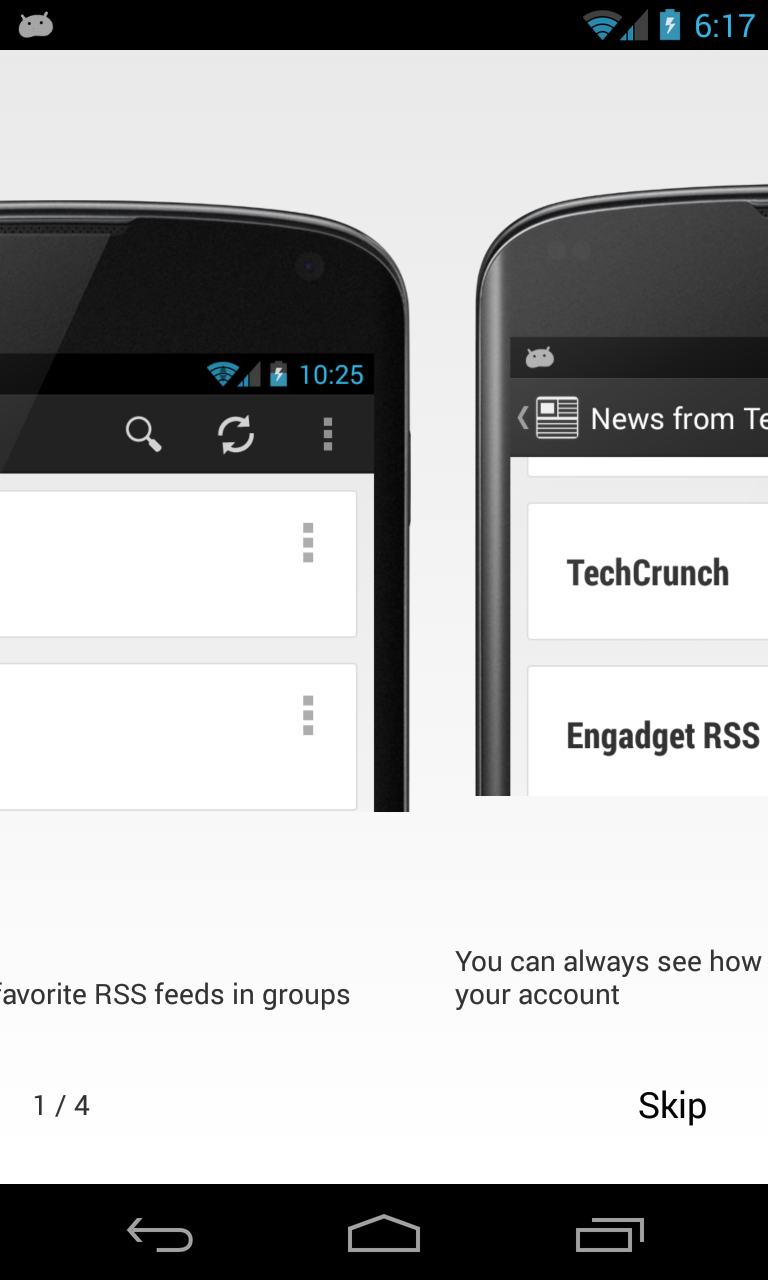 6:17
10:25
News from Te
TechCrunch
Engadget RSS
favorite RSS feeds in groups
You can always see how
your account
1 / 4
Skip